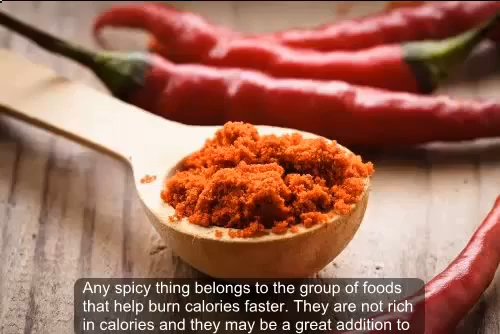 Any spicy thing belongs to the group of foods
that help burn calories faster. They are not rich
in calories and they may be a great addition to